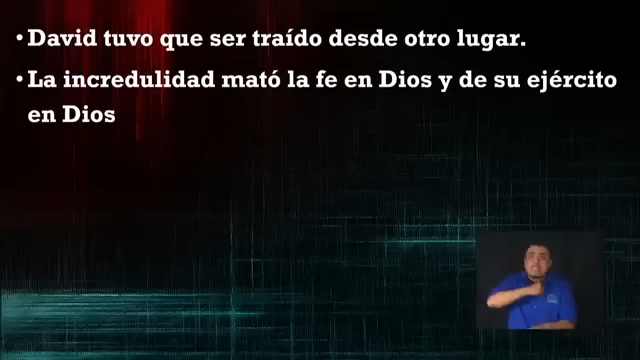 • David tuvo que ser traído desde otro lugar.
• La incredulidad mató la fe en Dios y de su ejército
en Dios